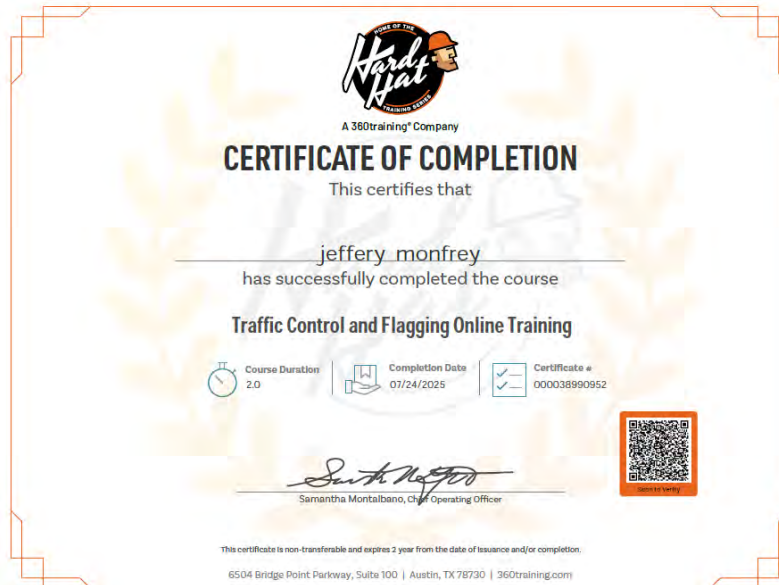 HOME OF THE
Hard
Hat
TRAINING SERIES
A 360training® Company
CERTIFICATE OF COMPLETION
This certifies that
jeffery monfrey
has successfully completed the course
Traffic Control and Flagging Online Training
Course Duration
2.0
Completion Date
07/24/2025
Certificate #
000038990952
Samantha Montalbano, Chief Operating Officer
Scan to Verify
This certificate is non-transferable and expires 2 year from the date of issuance and/or completion.
6504 Bridge Point Parkway, Suite 100 | Austin, TX 78730 | 360training.com